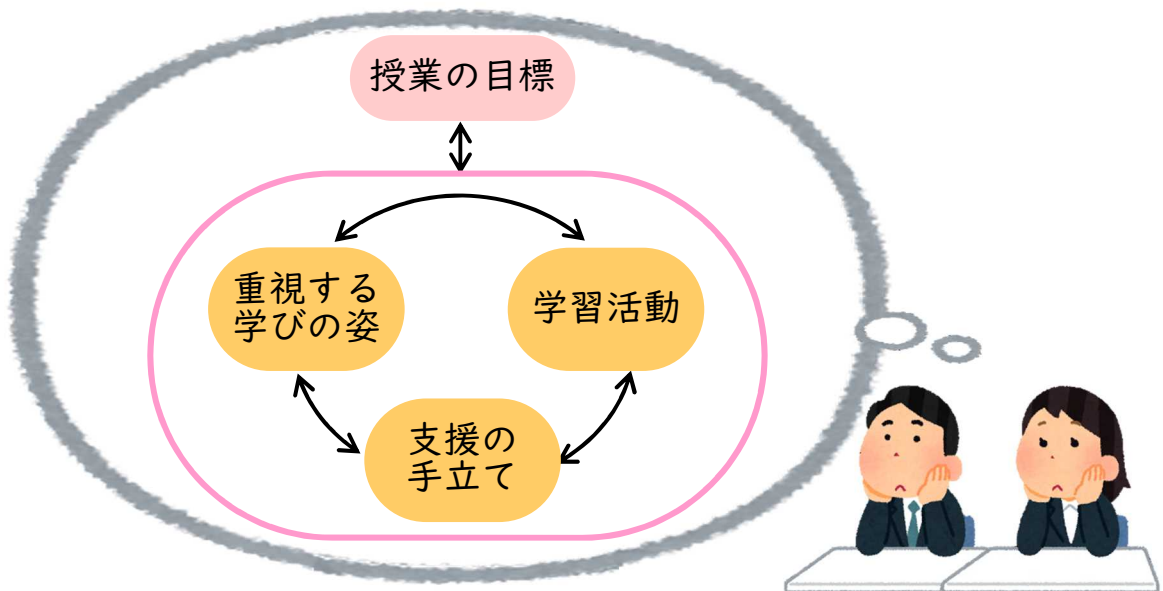 授業の目標
重視する
学びの姿
学習活動
支援の
手立て